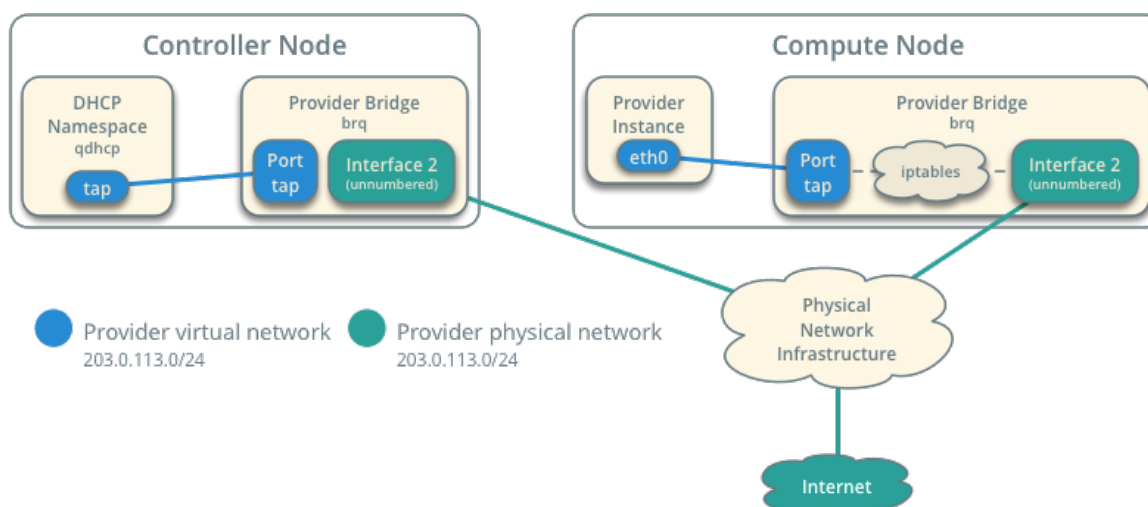 Controller Node
DHCP
Namespace
qdhcp
tap
Provider Bridge
brq
Port
tap
Interface 2
(unnumbered)
Compute Node
Provider
Instance
eth0
Provider Bridge
brq
Port
tap
iptables
Interface 2
(unnumbered)
Provider virtual network
203.0.113.0/24
Provider physical network
203.0.113.0/24
Physical
Network
Infrastructure
Internet